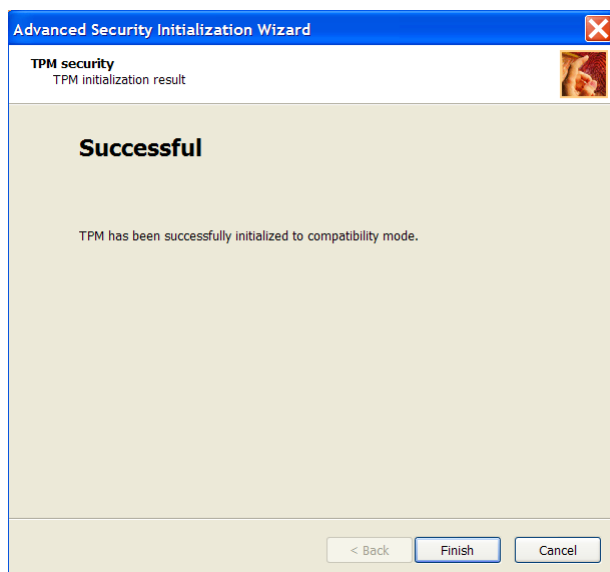 Advanced Security Initialization Wizard
TPM security
TPM initialization result
Successful
TPM has been successfully initialized to compatibility mode.
< Back
Finish
Cancel